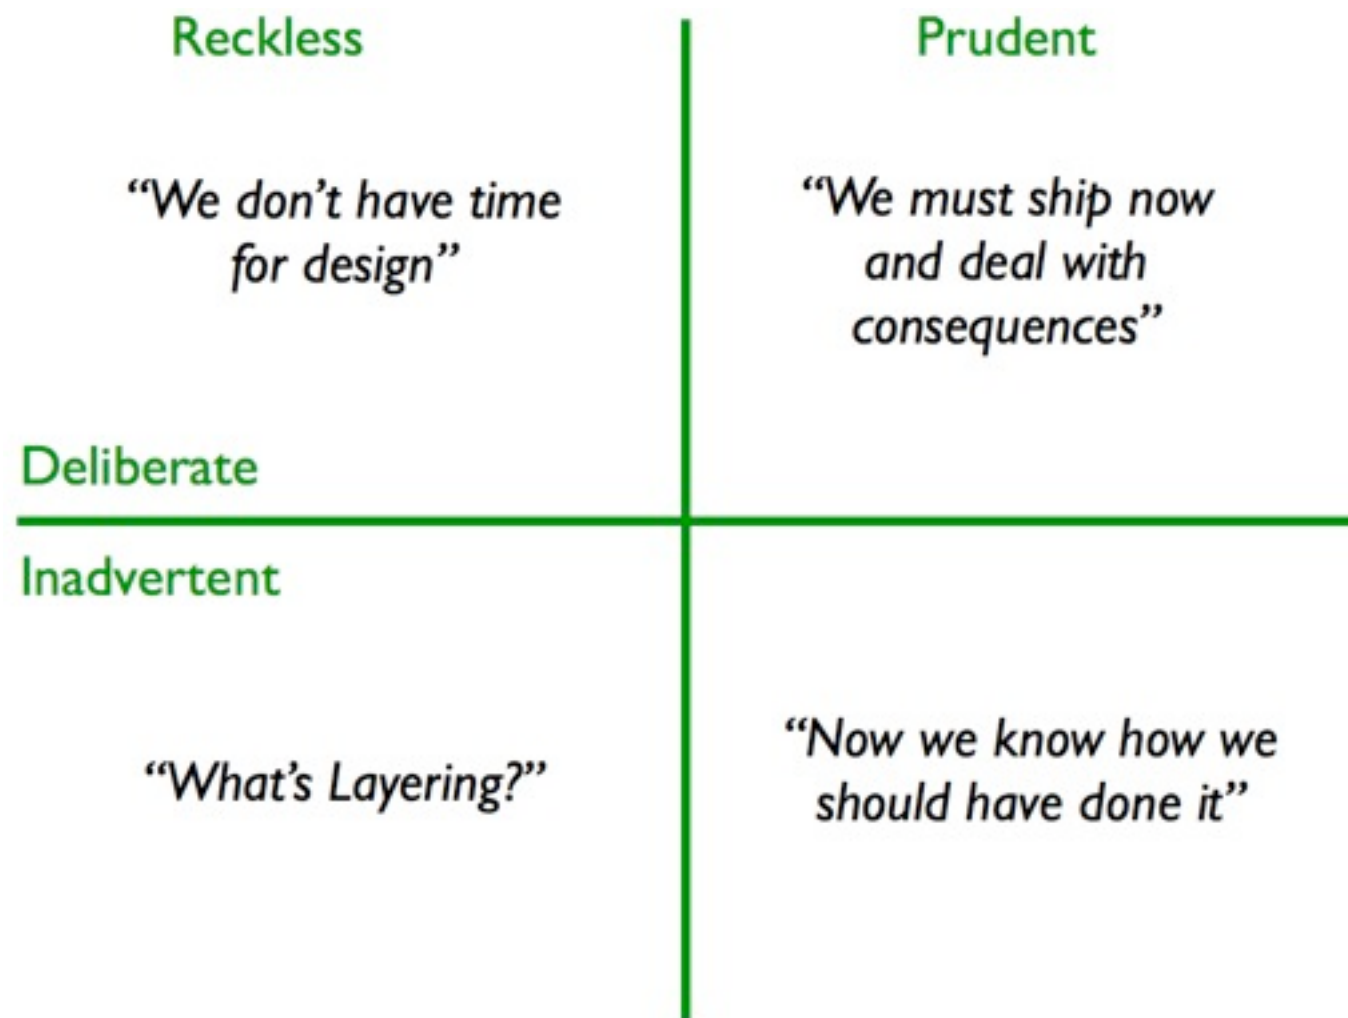 Reckless
Prudent
“We don’t have time
for design”
“We must ship now
and deal with
consequences”
Deliberate
Inadvertent
“What’s Layering?”
“Now we know how we
should have done it”